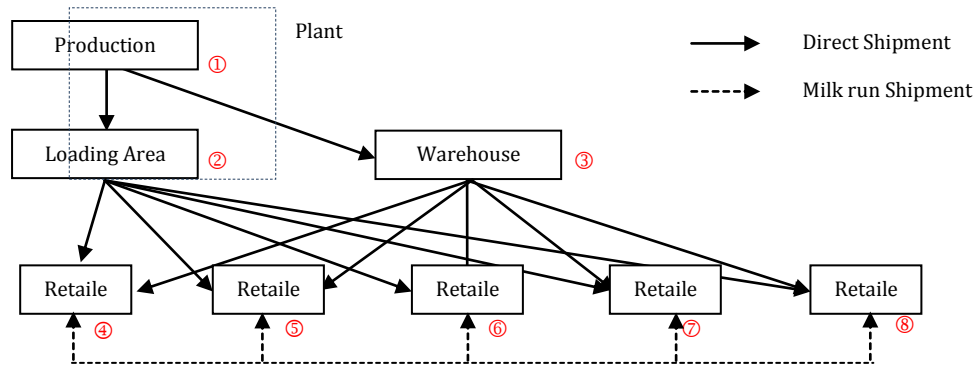 Plant
Production
①
Direct Shipment
Milk run Shipment
Loading Area
②
Warehouse
③
Retaile
Retaile
Retaile
Retaile
Retaile
④
⑤
⑥
⑦
⑧